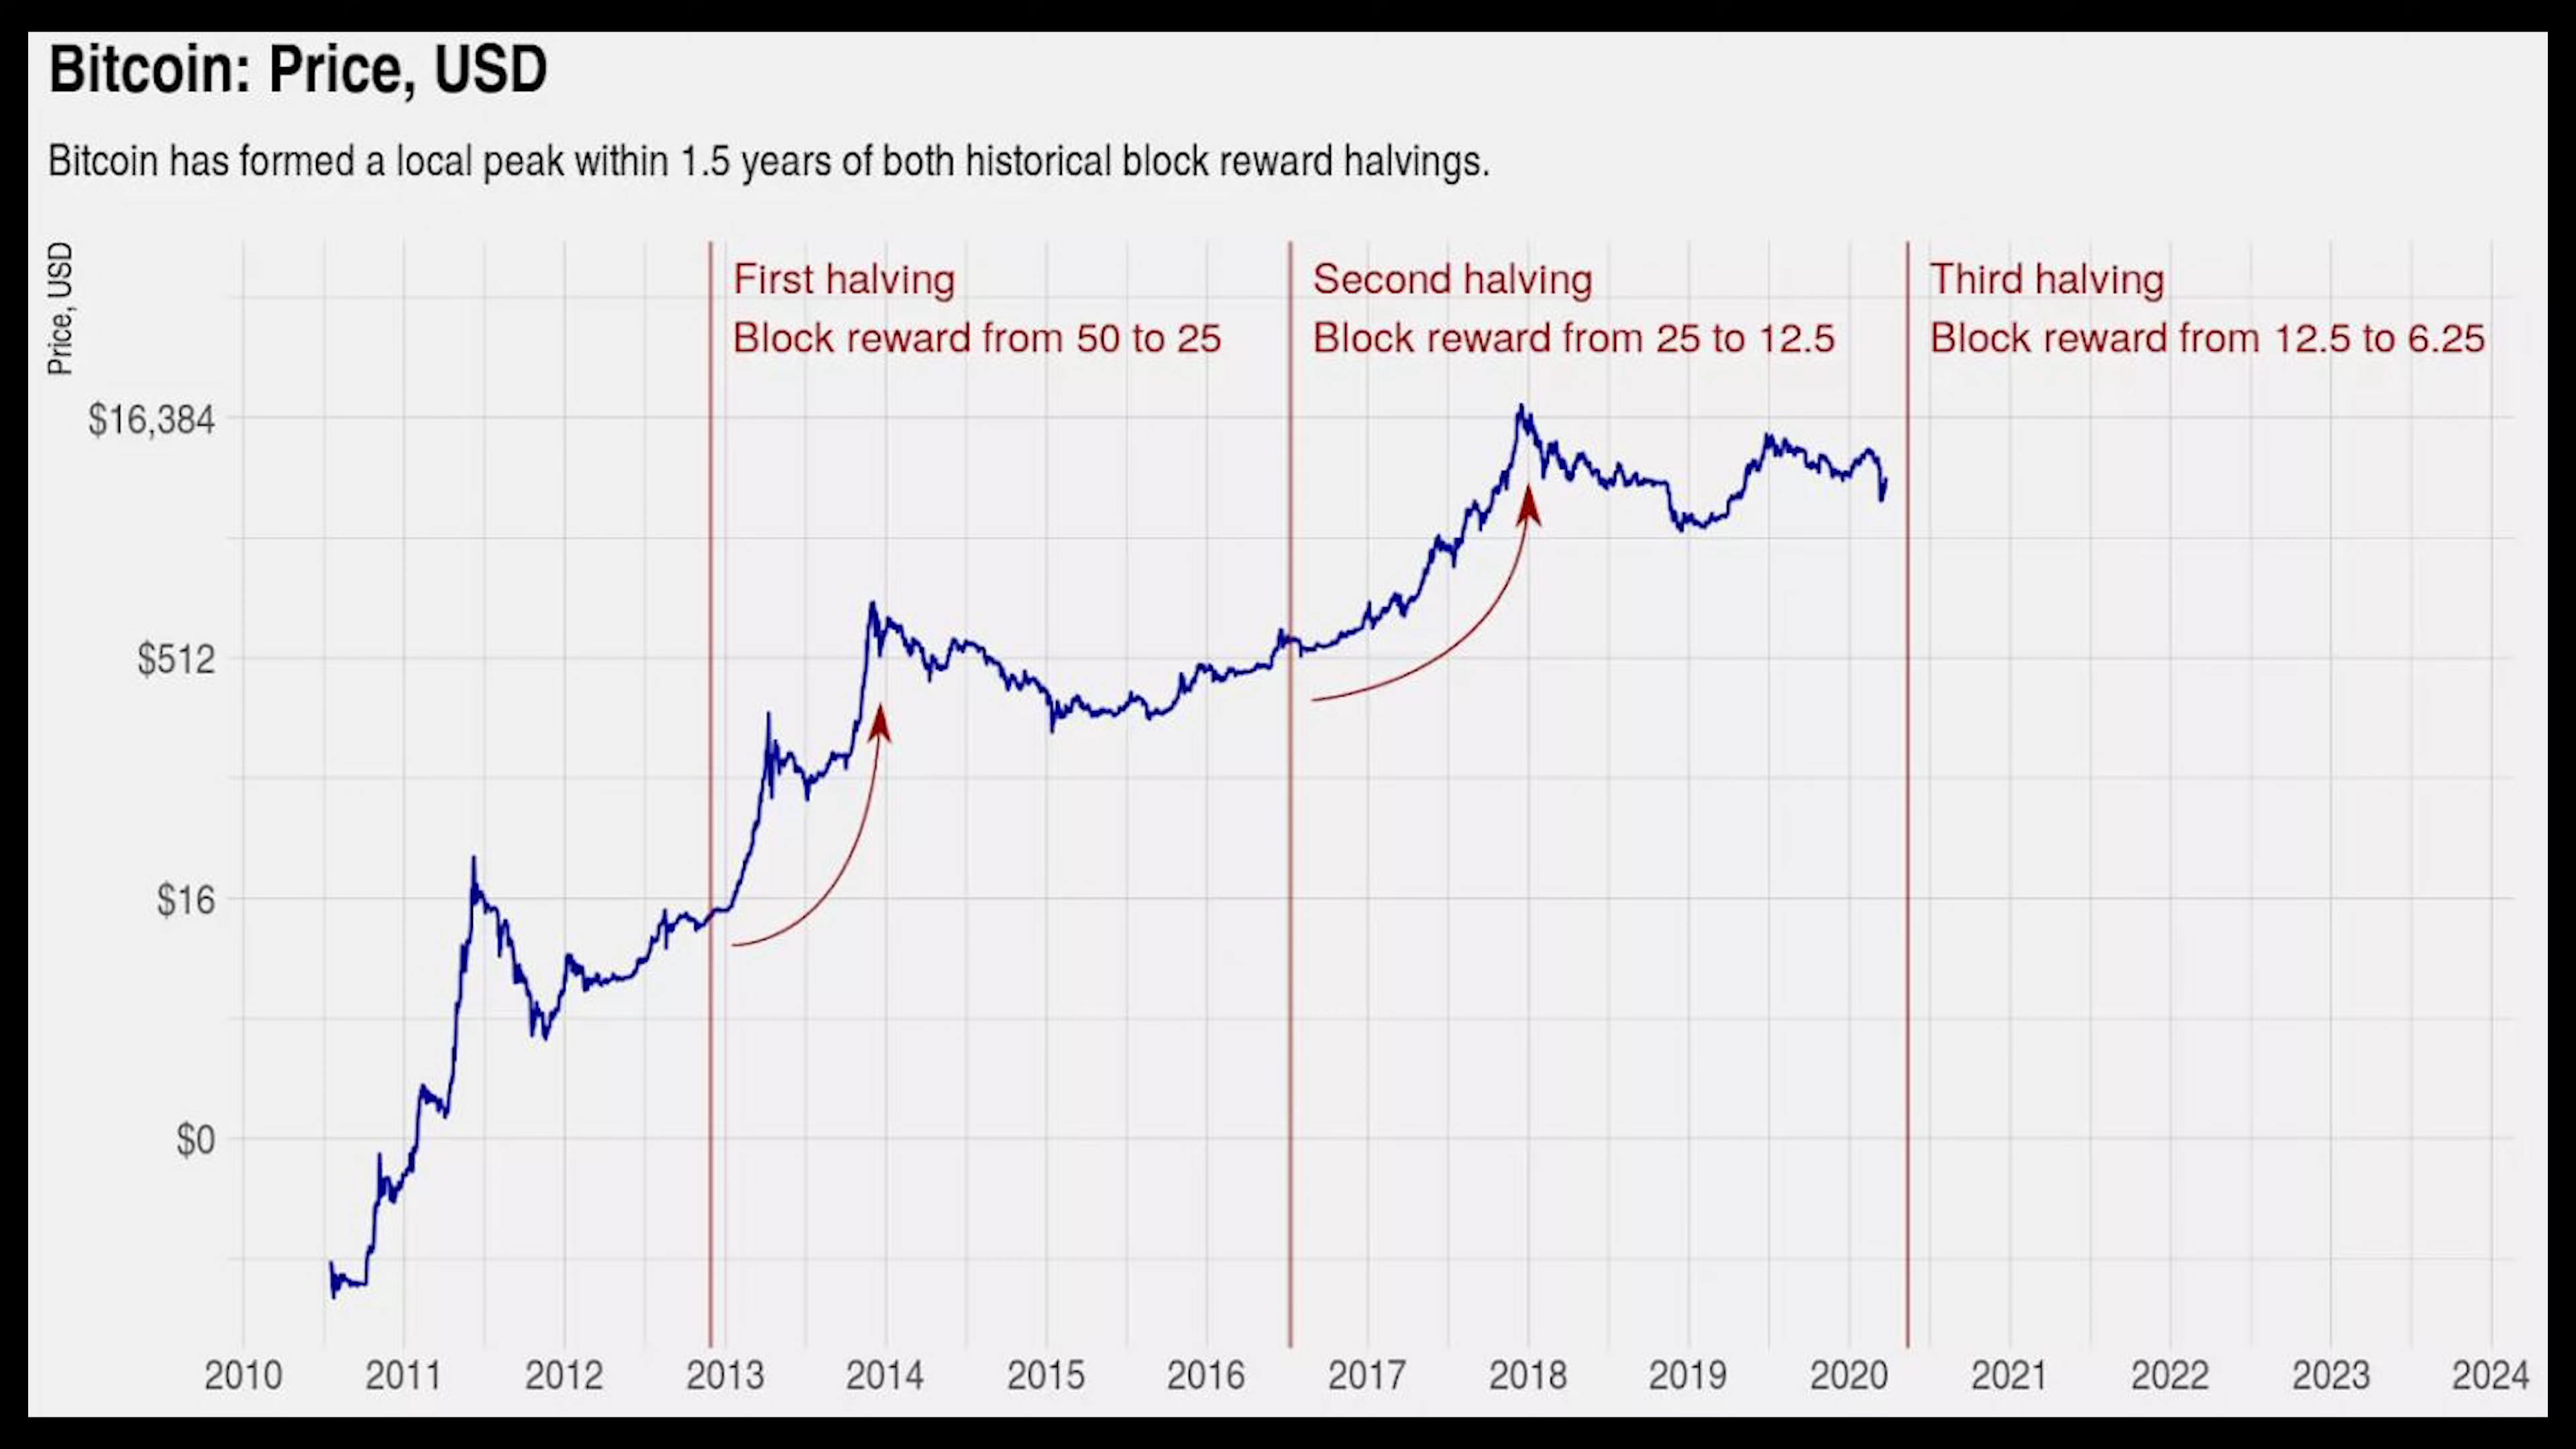 Bitcoin: Price, USD
Bitcoin has formed a local peak within 1.5 years of both historical block reward halvings.
Price, USD
First halving
Block reward from 50 to 25
Second halving
Block reward from 25 to 12.5
Third halving
Block reward from 12.5 to 6.25
$16,384
$512
$16
$0
2010 2011 2012 2013 2014 2015 2016 2017 2018 2019 2020 2021 2022 2023 2024